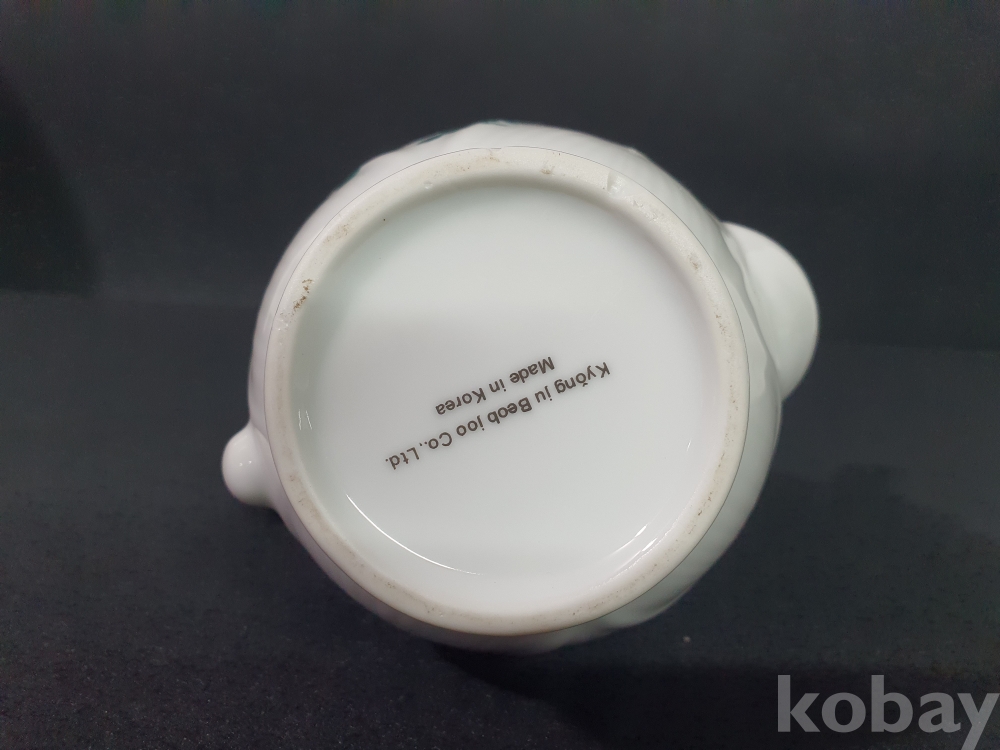 Kyŏng ju Beob joo Co.,Ltd.
Made in Korea
kobay